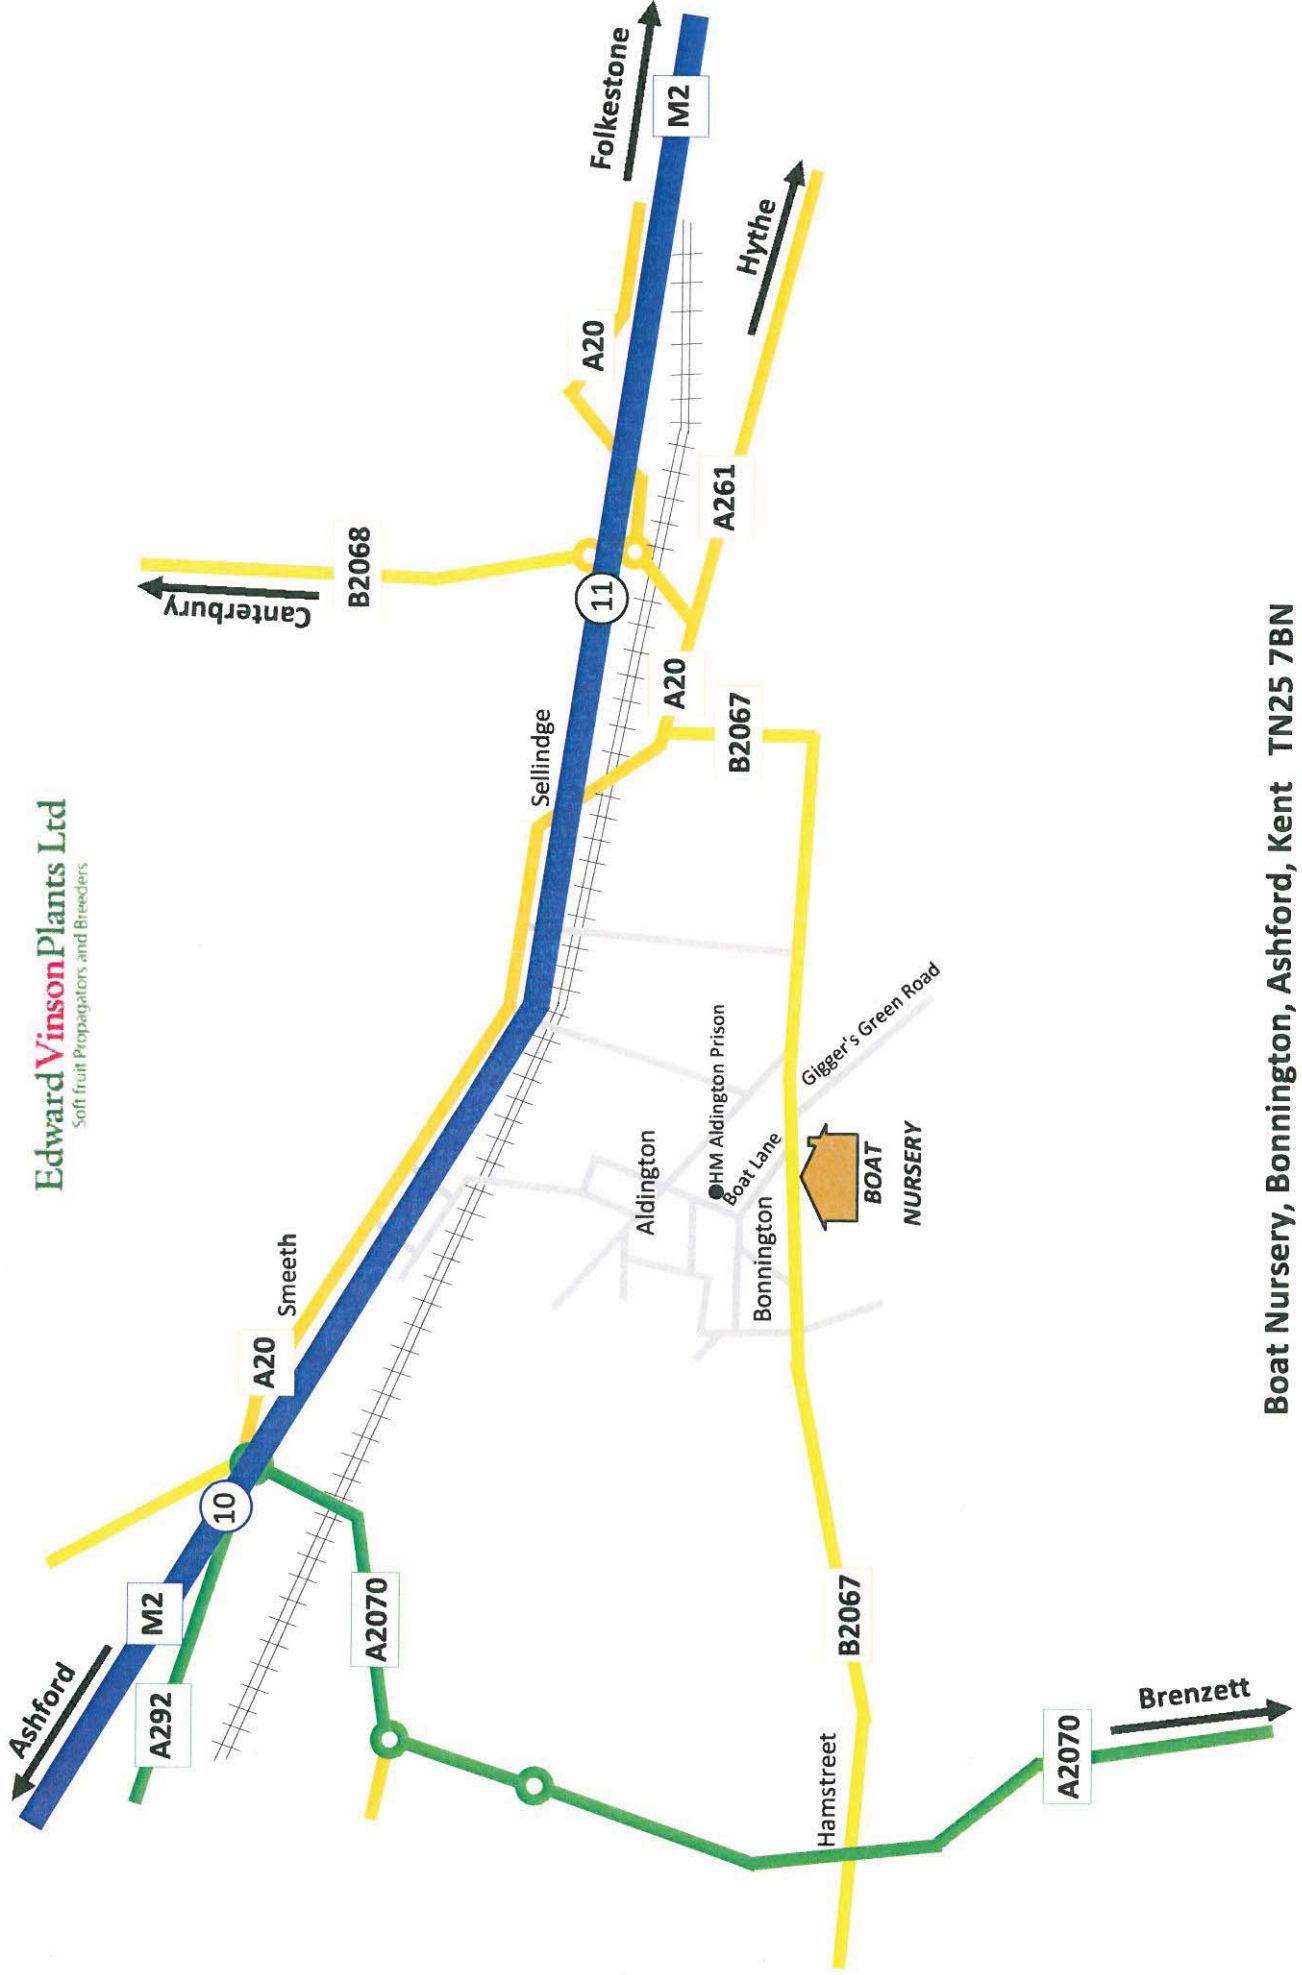 Edward VinsonPlants Ltd
Soft fruit Propagators and Breeders
Ashford
M2
A292
10
A20
Smeeth
A2070
Canterbury
B2068
Sellindge
11
A20
Folkestone
M2
A20
B2067
A261
Hythe
Aldington
HM Aldington Prison
Boat Lane
Bonnington
Gigger's Green Road
BOAT
NURSERY
Hamstreet
B2067
A2070
Brenzett
Boat Nursery, Bonnington, Ashford, Kent TN25 7BN